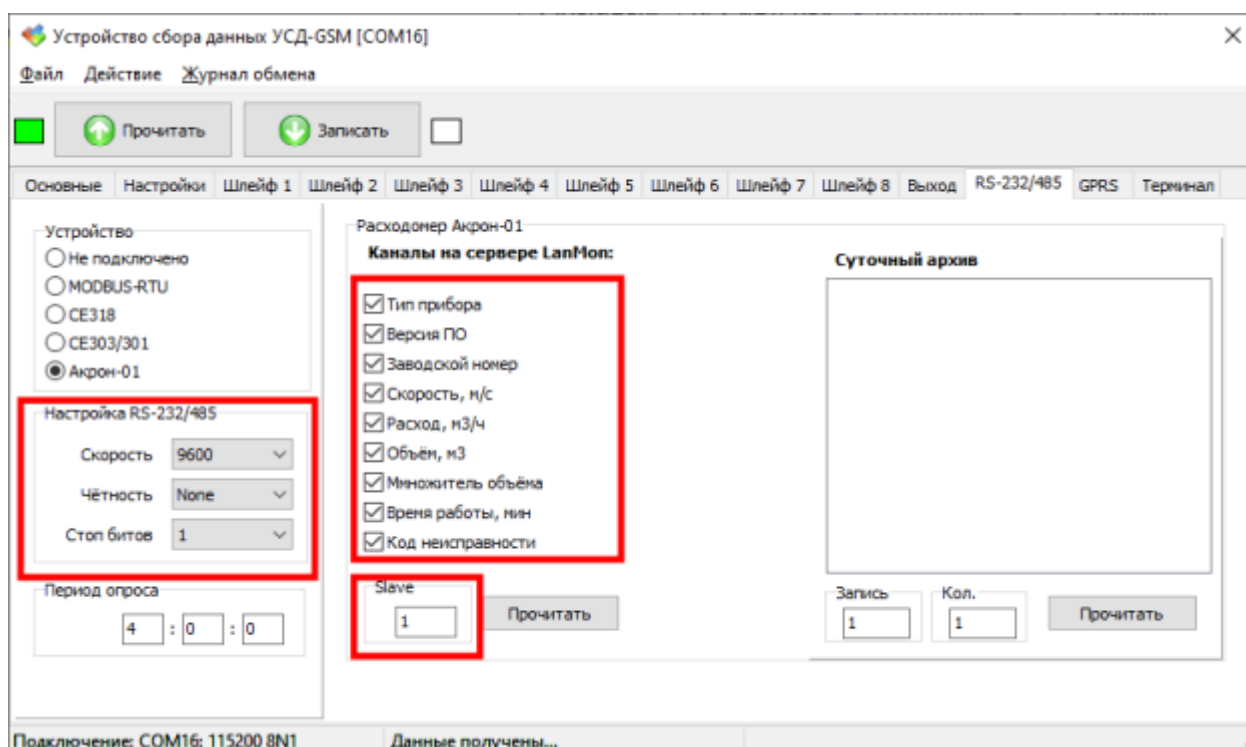 Устройство сбора данных УСД-GSM [COM16]
Файл Действие Журнал обмена
Прочитать Записать
Основные Настройки Шлейф 1 Шлейф 2 Шлейф 3 Шлейф 4 Шлейф 5 Шлейф 6 Шлейф 7 Шлейф 8 Выход RS-232/485 GPRS Терминал
Устройство
Не подключено
MODBUS-RTU
CE318
CE303/301
Акрон-01
Настройка RS-232/485
Скорость 9600
Чётность None
Стоп битов 1
Период опроса
4 : 0 : 0
Расходомер Акрон-01
Каналы на сервере LanMon:
Тип прибора
Версия ПО
Заводской номер
Скорость, м/с
Расход, м3/ч
Объём, м3
Множитель объёма
Время работы, мин
Код неисправности
Slave
1 Прочитать
Суточный архив
Запись Кол.
1 1 Прочитать
Подключение: COM16: 115200 8N1 Данные получены...